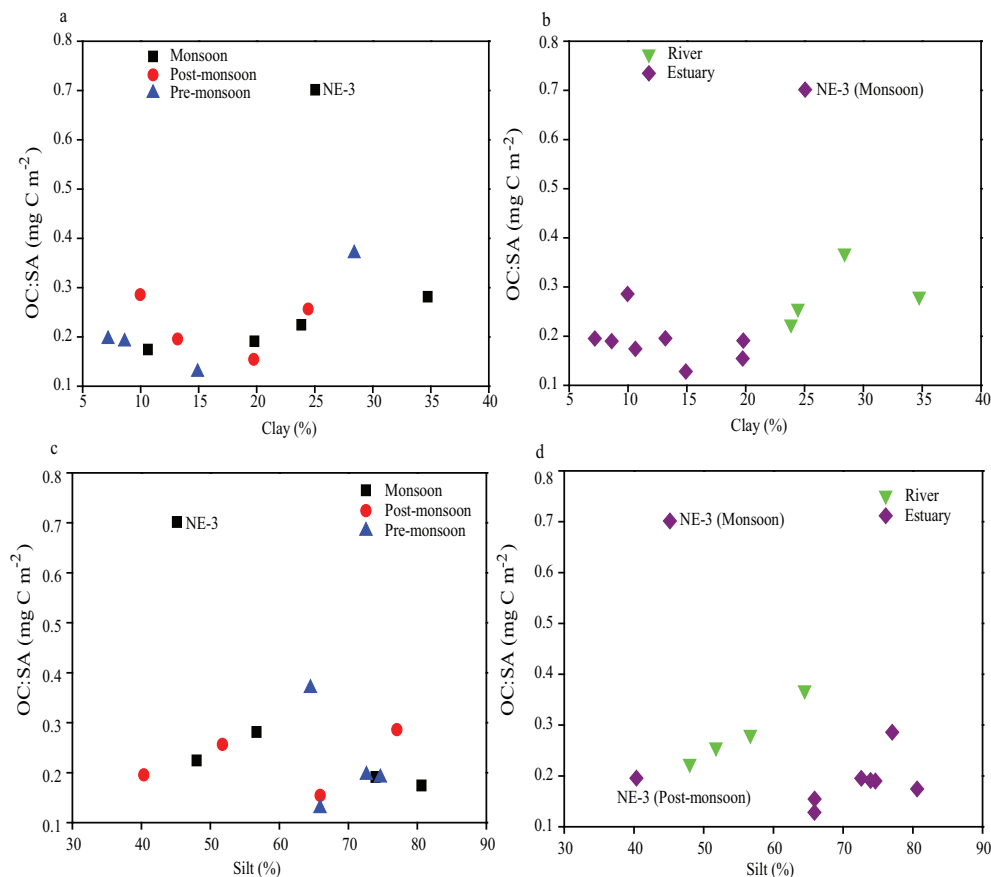 a
0.8
0.7
0.6
0.5
0.4
0.3
0.2
0.1
OC:SA (mg C m⁻²)
Monsoon
Post-monsoon
Pre-monsoon
NE-3
5 10 15 20 25 30 35 40
Clay (%)
b
0.8
0.7
0.6
0.5
0.4
0.3
0.2
0.1
OC:SA (mg C m⁻²)
River
Estuary
NE-3 (Monsoon)
5 10 15 20 25 30 35 40
Clay (%)
c
0.8
0.7
0.6
0.5
0.4
0.3
0.2
0.1
OC:SA (mg C m⁻²)
Monsoon
Post-monsoon
Pre-monsoon
NE-3
30 40 50 60 70 80 90
Silt (%)
d
0.8
0.7
0.6
0.5
0.4
0.3
0.2
0.1
OC:SA (mg C m⁻²)
River
Estuary
NE-3 (Monsoon)
NE-3 (Post-monsoon)
30 40 50 60 70 80 90
Silt (%)